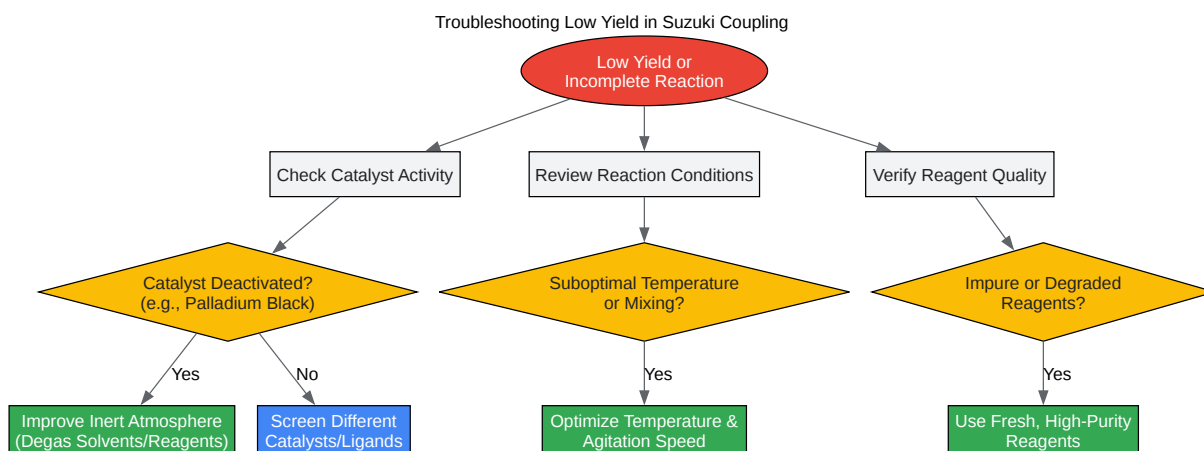 Troubleshooting Low Yield in Suzuki Coupling
Low Yield or
Incomplete Reaction
Check Catalyst Activity
Review Reaction Conditions
Verify Reagent Quality
Catalyst Deactivated?
(e.g., Palladium Black)
Suboptimal Temperature
or Mixing?
Impure or Degraded
Reagents?
Yes
No
Yes
Yes
Improve Inert Atmosphere
(Degas Solvents/Reagents)
Screen Different
Catalysts/Ligands
Optimize Temperature &
Agitation Speed
Use Fresh, High-Purity
Reagents